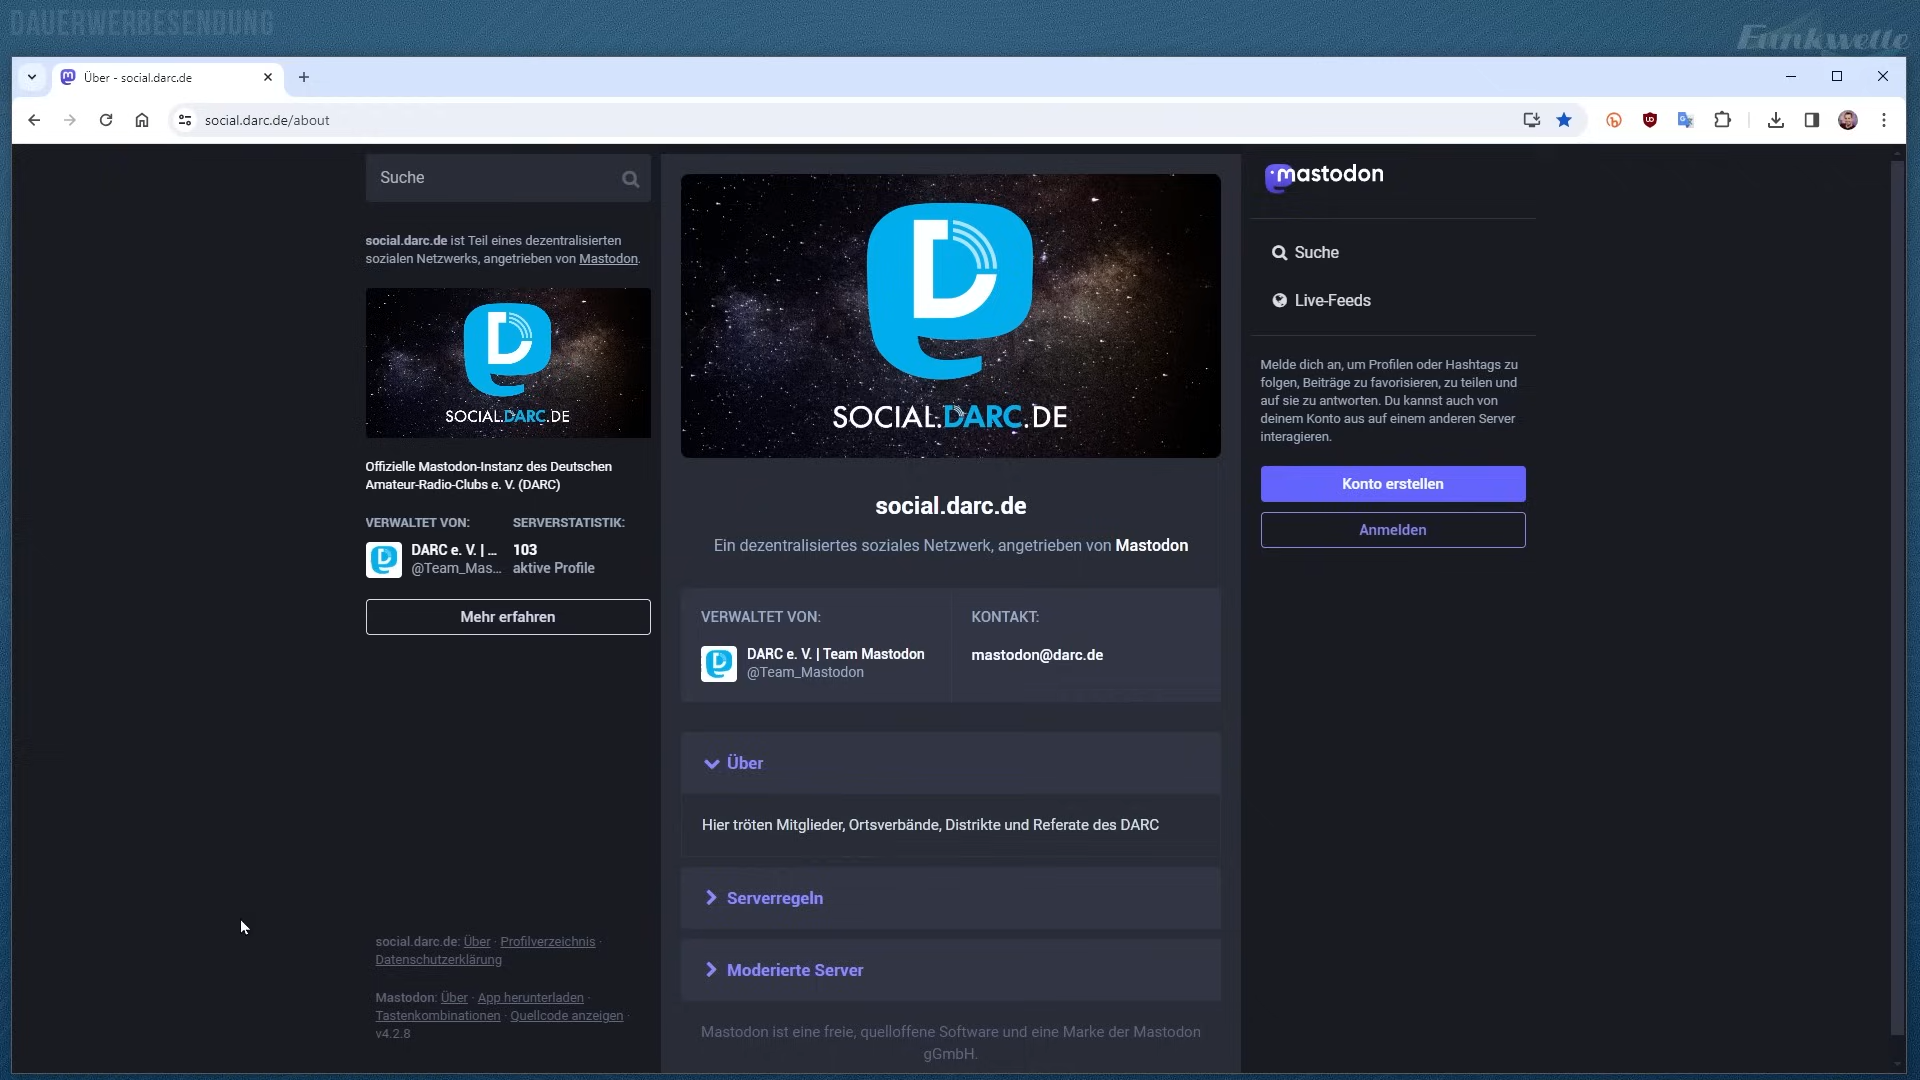 DAUERWERBESENDUNG
Funkwelle
Über - social.darc.de
social.darc.de/about
Suche
social.darc.de ist Teil eines dezentralisierten
sozialen Netzwerks, angetrieben von Mastodon.
SOCIAL.DARC.DE
Offizielle Mastodon-Instanz des Deutschen
Amateur-Radio-Clubs e. V. (DARC)
VERWALTET VON:
DARC e. V. | ...
@Team_Mas...
SERVERSTATISTIK:
103
aktive Profile
Mehr erfahren
social.darc.de: Über · Profilverzeichnis ·
Datenschutzerklärung
Mastodon: Über · App herunterladen ·
Tastenkombinationen · Quellcode anzeigen ·
v4.2.8
SOCIAL.DARC.DE
social.darc.de
Ein dezentralisiertes soziales Netzwerk, angetrieben von Mastodon
VERWALTET VON:
DARC e. V. | Team Mastodon
@Team_Mastodon
KONTAKT:
mastodon@darc.de
Über
Hier tröten Mitglieder, Ortsverbände, Distrikte und Referate des DARC
Serverregeln
Moderierte Server
Mastodon ist eine freie, quelloffene Software und eine Marke der Mastodon
gGmbH.
mastodon
Suche
Live-Feeds
Melde dich an, um Profilen oder Hashtags zu
folgen, Beiträge zu favorisieren, zu teilen und
auf sie zu antworten. Du kannst auch von
deinem Konto aus auf einem anderen Server
interagieren.
Konto erstellen
Anmelden